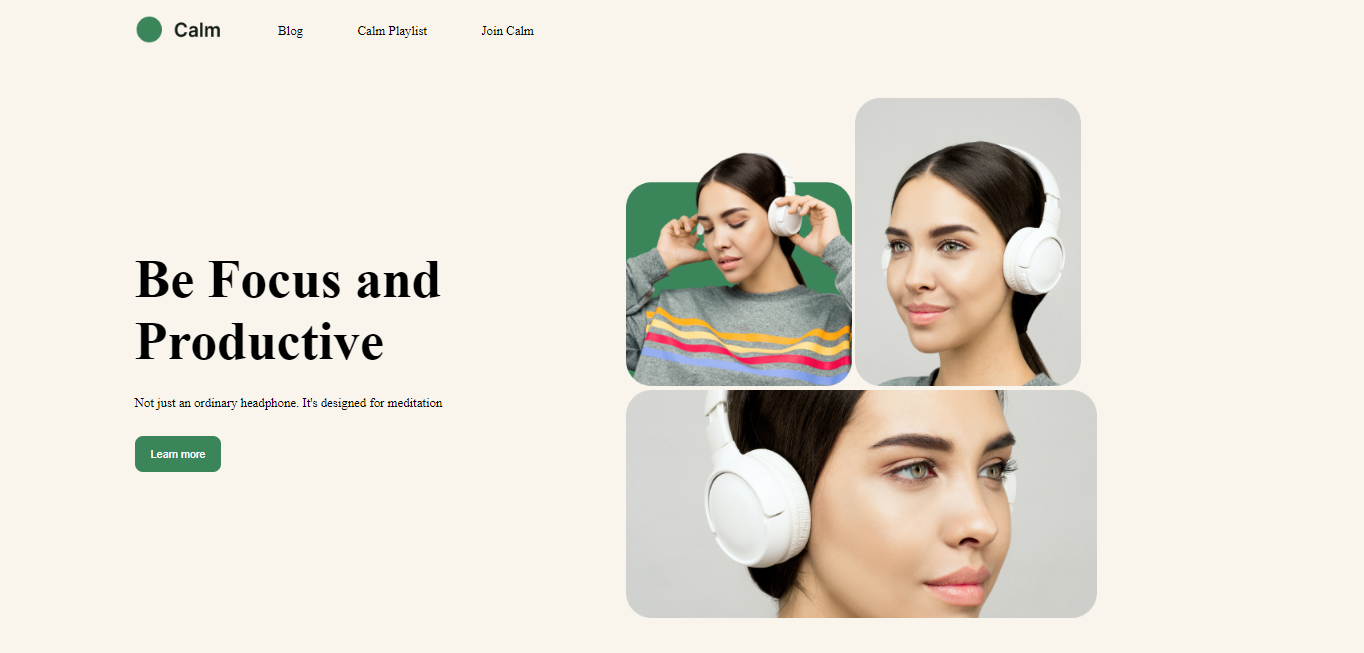 Calm Blog Calm Playlist Join Calm
Be Focus and
Productive
Not just an ordinary headphone. It's designed for meditation
Learn more